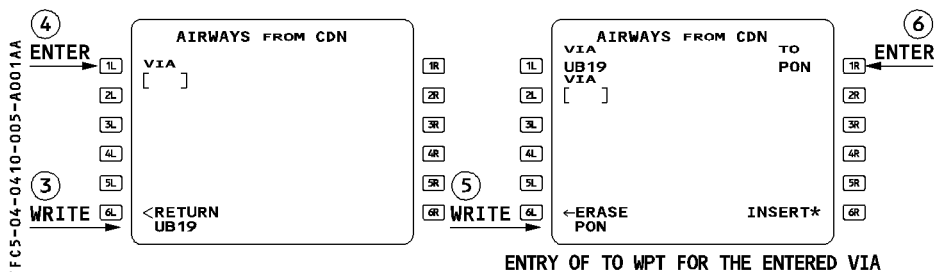 4
ENTER
AIRWAYS FROM CDN
VIA
[ ]
1L
2L
3L
4L
5L
6L
1R
2R
3R
4R
5R
6R
3
WRITE
<RETURN
UB19
FC5-04-0410-005-A001AA
AIRWAYS FROM CDN
VIA TO
UB19 PON
VIA
[ ]
1L
2L
3L
4L
5L
6L
1R
2R
3R
4R
5R
6R
6
ENTER
5
WRITE
←ERASE INSERT*
PON
ENTRY OF TO WPT FOR THE ENTERED VIA